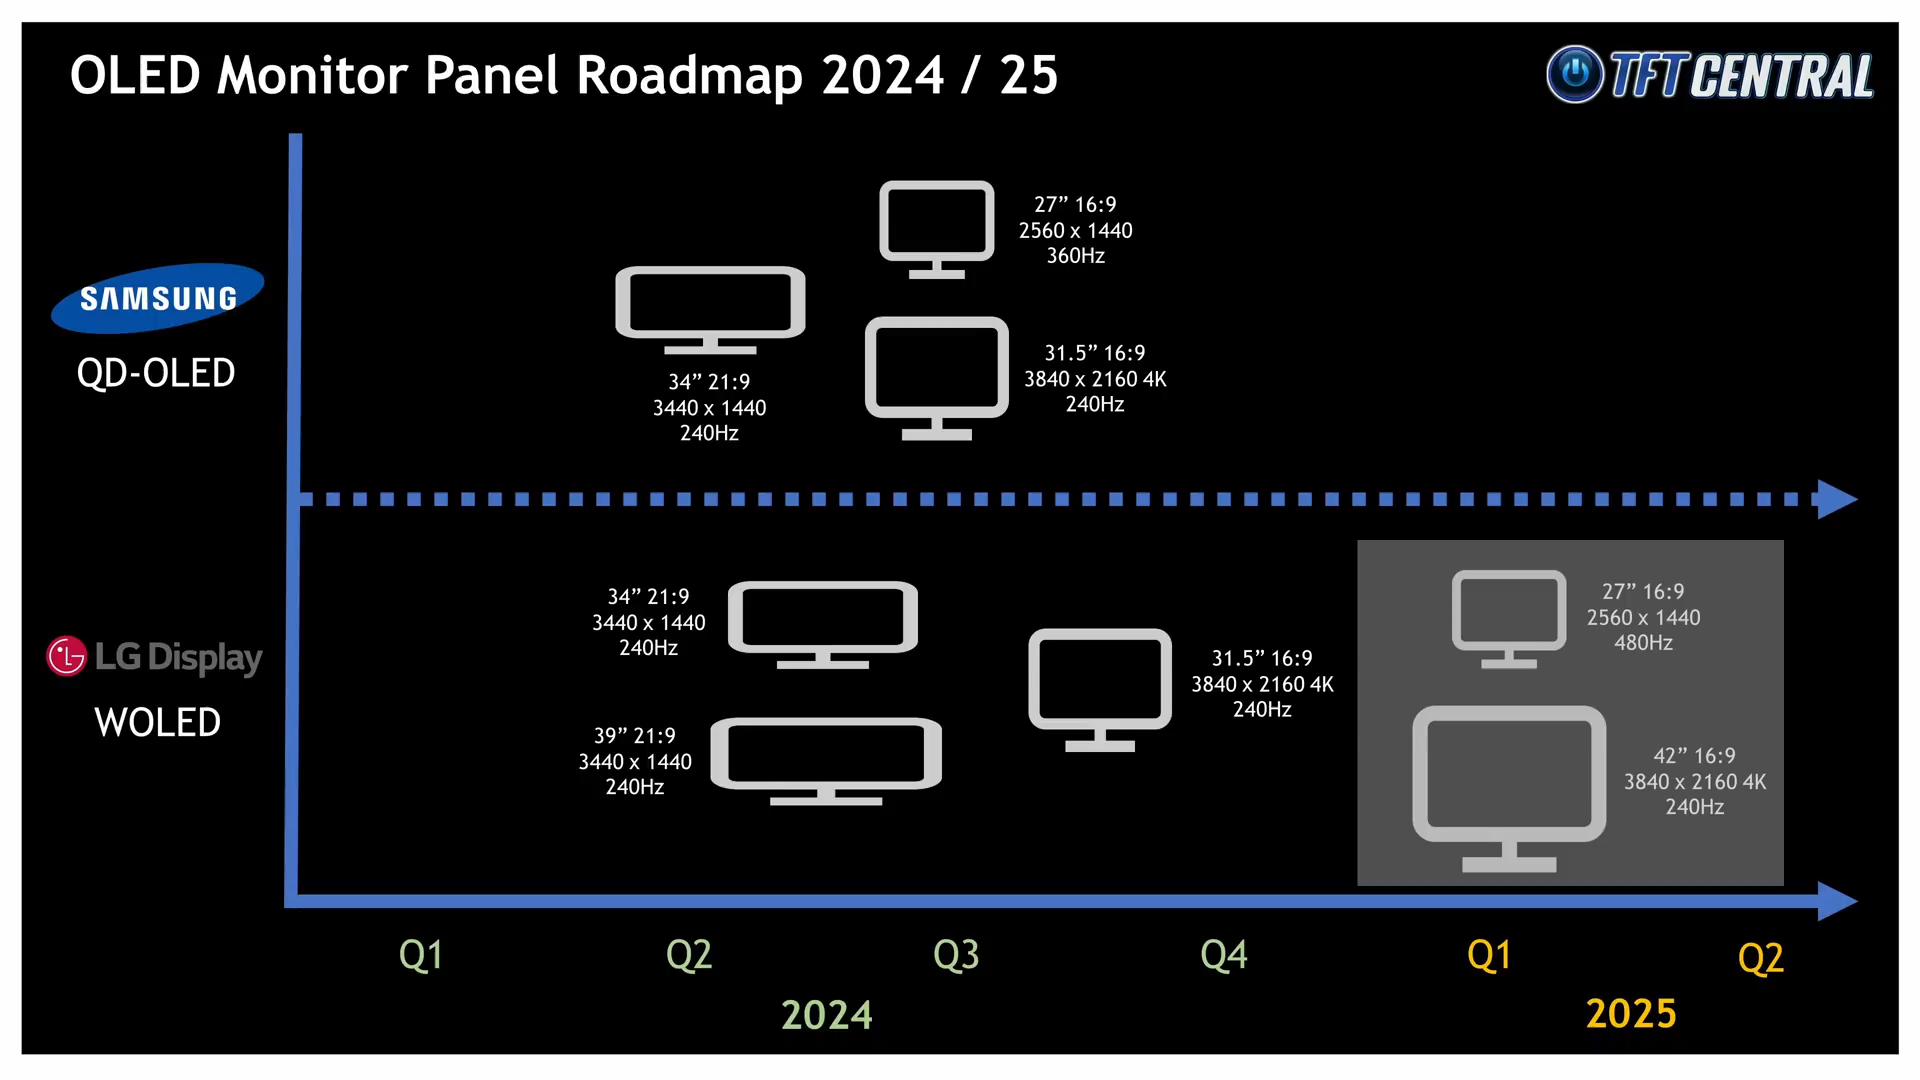 OLED Monitor Panel Roadmap 2024 / 25
TFTCENTRAL
SAMSUNG
QD-OLED
34” 21:9
3440 x 1440
240Hz
27” 16:9
2560 x 1440
360Hz
31.5” 16:9
3840 x 2160 4K
240Hz
LG Display
WOLED
34” 21:9
3440 x 1440
240Hz
39” 21:9
3440 x 1440
240Hz
31.5” 16:9
3840 x 2160 4K
240Hz
27” 16:9
2560 x 1440
480Hz
42” 16:9
3840 x 2160 4K
240Hz
Q1 Q2 Q3 Q4 Q1 Q2
2024 2025